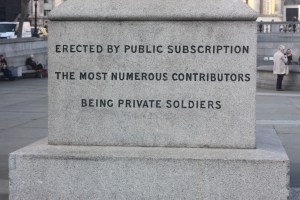 ERECTED BY PUBLIC SUBSCRIPTION
THE MOST NUMEROUS CONTRIBUTORS
BEING PRIVATE SOLDIERS